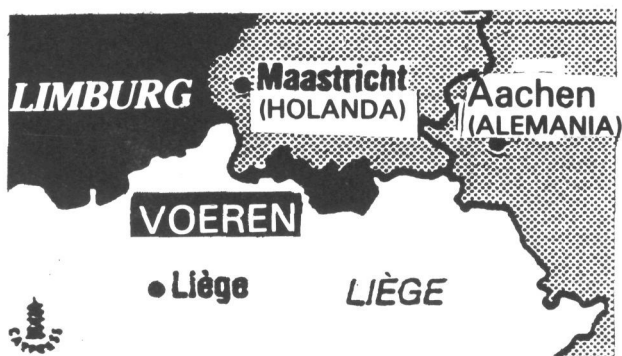 LIMBURG
Maastricht
(HOLANDA)
Aachen
(ALEMANIA)
VOEREN
Liège
LIÈGE